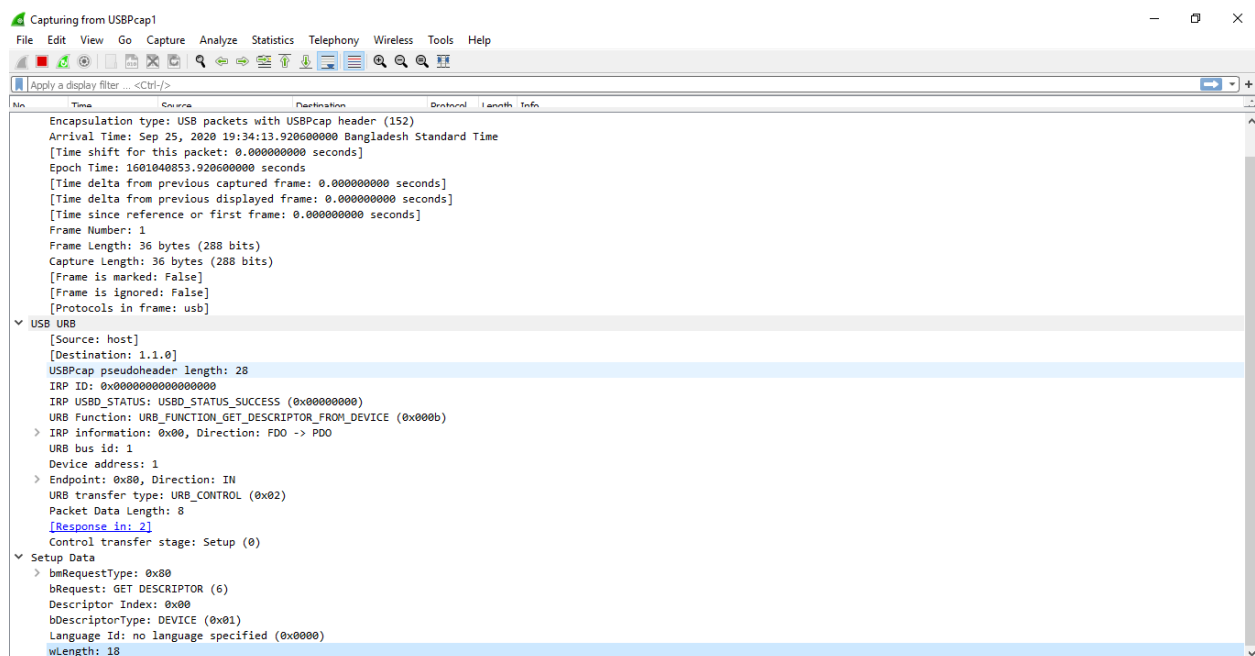 Capturing from USBPcap1
File Edit View Go Capture Analyze Statistics Telephony Wireless Tools Help
Apply a display filter ... <Ctrl-/>
No. Time Source Destination Protocol Length Info
Encapsulation type: USB packets with USBPcap header (152)
Arrival Time: Sep 25, 2020 19:34:13.920600000 Bangladesh Standard Time
[Time shift for this packet: 0.000000000 seconds]
Epoch Time: 1601040853.920600000 seconds
[Time delta from previous captured frame: 0.000000000 seconds]
[Time delta from previous displayed frame: 0.000000000 seconds]
[Time since reference or first frame: 0.000000000 seconds]
Frame Number: 1
Frame Length: 36 bytes (288 bits)
Capture Length: 36 bytes (288 bits)
[Frame is marked: False]
[Frame is ignored: False]
[Protocols in frame: usb]
USB URB
[Source: host]
[Destination: 1.1.0]
USBPcap pseudoheader length: 28
IRP ID: 0x0000000000000000
IRP USBD_STATUS: USBD_STATUS_SUCCESS (0x00000000)
URB Function: URB_FUNCTION_GET_DESCRIPTOR_FROM_DEVICE (0x000b)
IRP information: 0x00, Direction: FDO -> PDO
URB bus id: 1
Device address: 1
Endpoint: 0x80, Direction: IN
URB transfer type: URB_CONTROL (0x02)
Packet Data Length: 8
[Response in: 2]
Control transfer stage: Setup (0)
Setup Data
bmRequestType: 0x80
bRequest: GET DESCRIPTOR (6)
Descriptor Index: 0x00
bDescriptorType: DEVICE (0x01)
Language Id: no language specified (0x0000)
wLength: 18